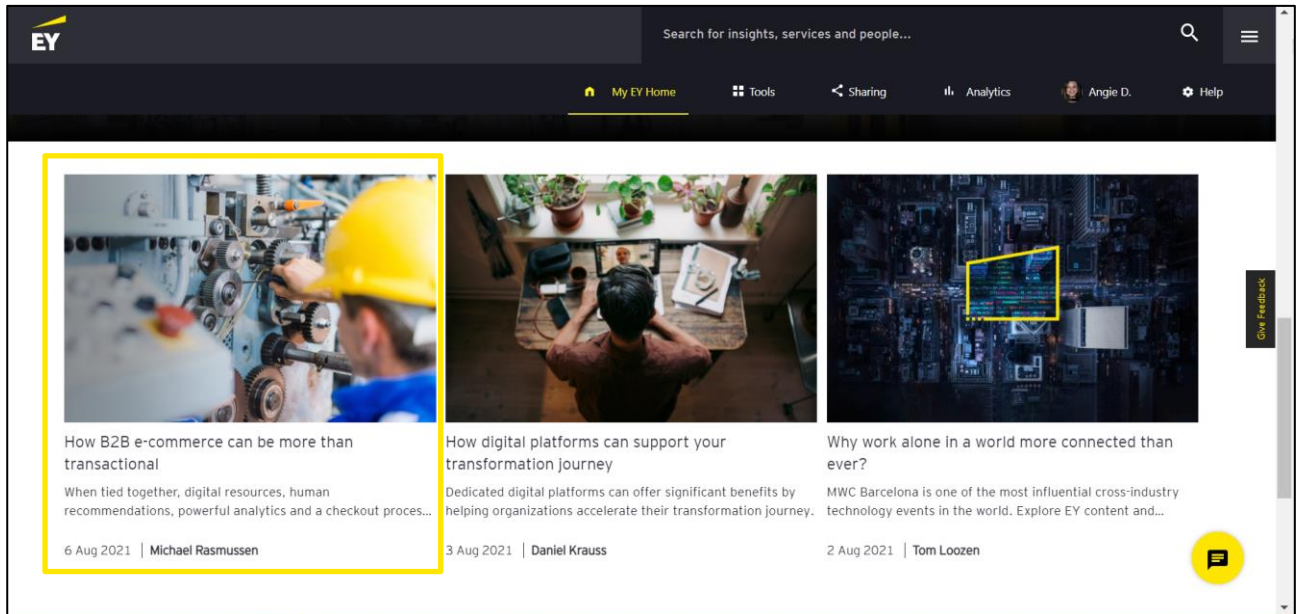 EY
Search for insights, services and people...
My EY Home
Tools
Sharing
Analytics
Angie D.
Help
Give Feedback
How B2B e-commerce can be more than
transactional
When tied together, digital resources, human
recommendations, powerful analytics and a checkout proces...
6 Aug 2021 | Michael Rasmussen
How digital platforms can support your
transformation journey
Dedicated digital platforms can offer significant benefits by
helping organizations accelerate their transformation journey.
3 Aug 2021 | Daniel Krauss
Why work alone in a world more connected than
ever?
MWC Barcelona is one of the most influential cross-industry
technology events in the world. Explore EY content and...
2 Aug 2021 | Tom Loozen